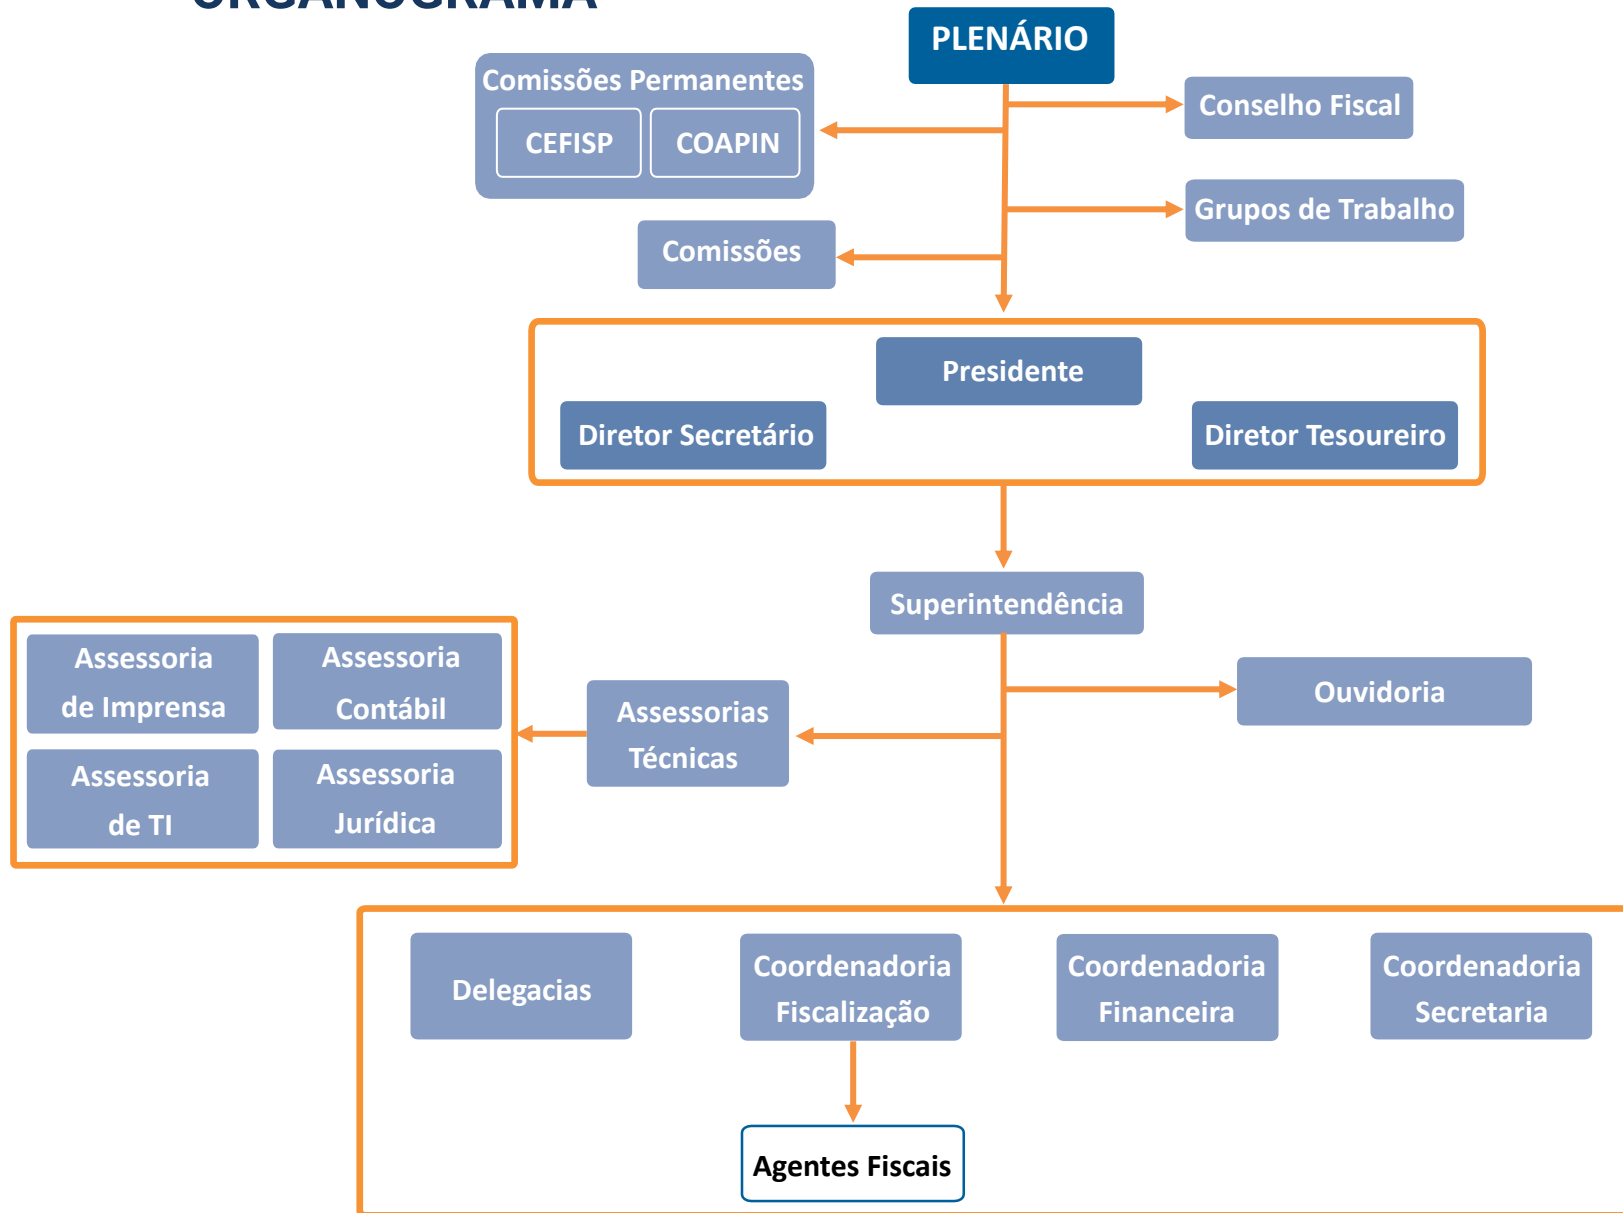 ORGANOGRAMA
PLENÁRIO
Comissões Permanentes
CEFISP
COAPIN
Conselho Fiscal
Grupos de Trabalho
Comissões
Presidente
Diretor Secretário
Diretor Tesoureiro
Superintendência
Ouvidoria
Assessorias
Técnicas
Assessoria
de Imprensa
Assessoria
Contábil
Assessoria
de TI
Assessoria
Jurídica
Delegacias
Coordenadoria
Fiscalização
Coordenadoria
Financeira
Coordenadoria
Secretaria
Agentes Fiscais